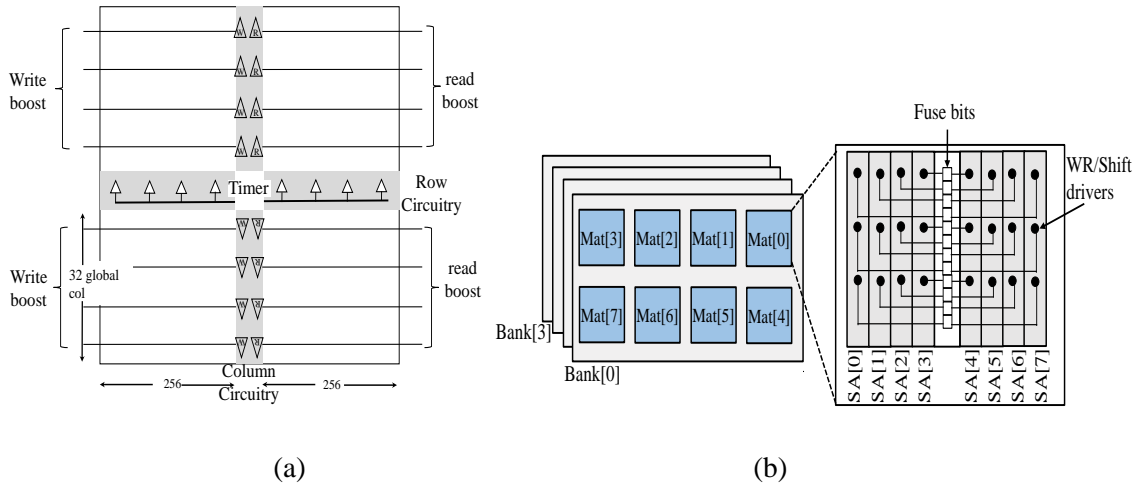 W R
Write
boost
W R
read
boost
W R
W R
Timer
Row
Circuitry
W R
Write
boost
32 global
col
W R
read
boost
W R
W R
256
Column
Circuitry
256
(a)
Fuse bits
WR/Shift
drivers
Mat[3] Mat[2] Mat[1] Mat[0]
Mat[7] Mat[6] Mat[5] Mat[4]
Bank[3]
Bank[0]
SA[0] SA[1] SA[2] SA[3] SA[4] SA[5] SA[6] SA[7]
(b)